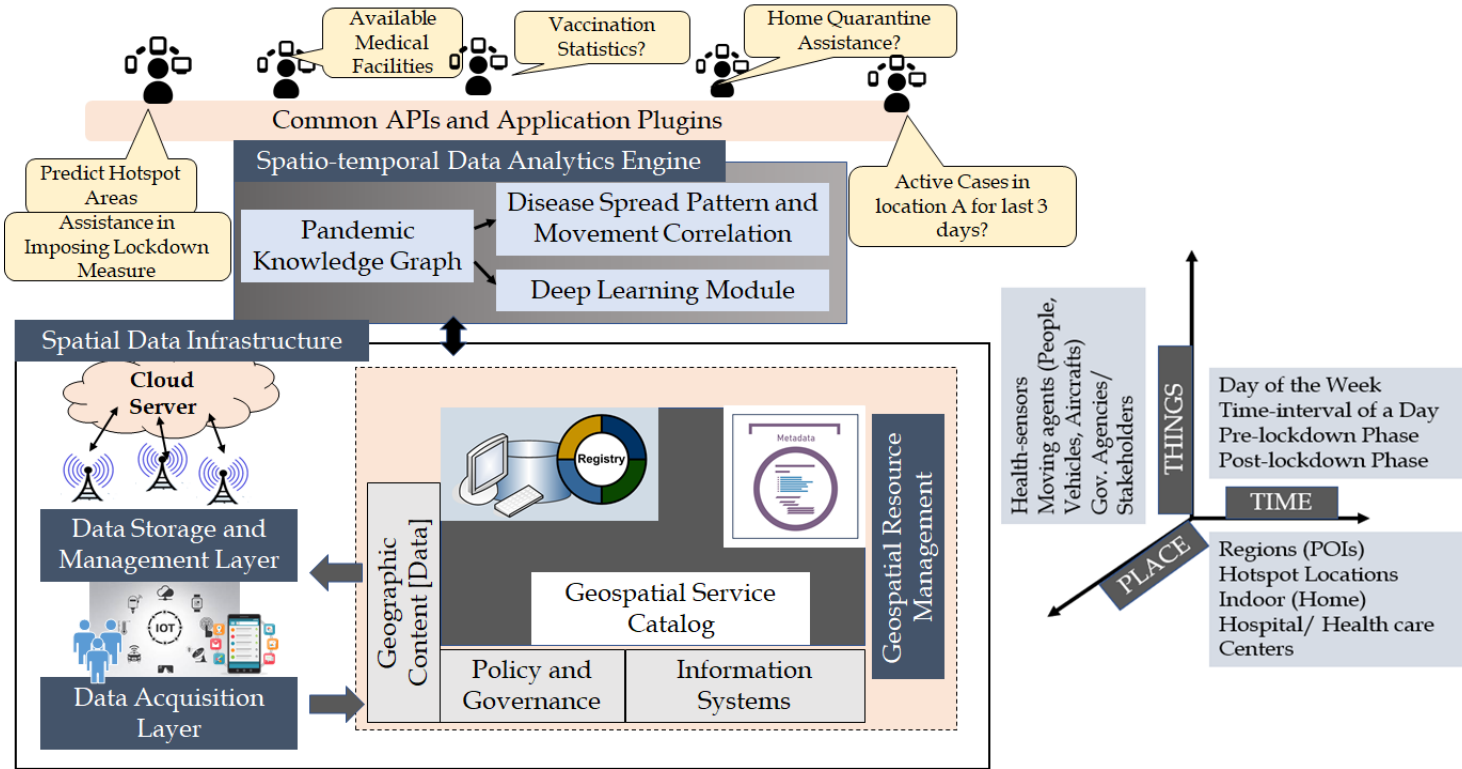 Available
Medical
Facilities
Vaccination
Statistics?
Home Quarantine
Assistance?
Common APIs and Application Plugins
Predict Hotspot
Areas
Assistance in
Imposing Lockdown
Measure
Active Cases in
location A for last 3
days?
Spatio-temporal Data Analytics Engine
Pandemic
Knowledge Graph
Disease Spread Pattern and
Movement Correlation
Deep Learning Module
Spatial Data Infrastructure
Cloud
Server
Data Storage and
Management Layer
IOT
Data Acquisition
Layer
Geographic
Content [Data]
Registry
Metadata
Geospatial Service
Catalog
Policy and
Governance
Information
Systems
Geospatial Resource
Management
Health-sensors
Moving agents (People,
Vehicles, Aircrafts)
Gov. Agencies/
Stakeholders
THINGS
Day of the Week
Time-interval of a Day
Pre-lockdown Phase
Post-lockdown Phase
TIME
PLACE
Regions (POIs)
Hotspot Locations
Indoor (Home)
Hospital/ Health care
Centers